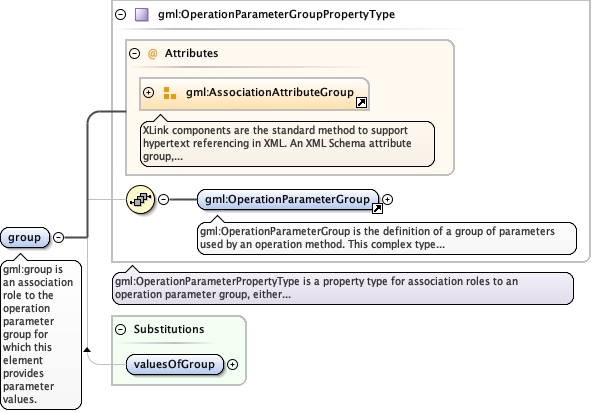 gml:OperationParameterGroupPropertyType
@ Attributes
gml:AssociationAttributeGroup
XLink components are the standard method to support
hypertext referencing in XML. An XML Schema attribute
group,...
gml:OperationParameterGroup
gml:OperationParameterGroup is the definition of a group of parameters
used by an operation method. This complex type...
group
gml:group is
an association
role to the
operation
parameter
group for
which this
element
provides
parameter
values.
gml:OperationParameterPropertyType is a property type for association roles to an
operation parameter group, either...
Substitutions
valuesOfGroup